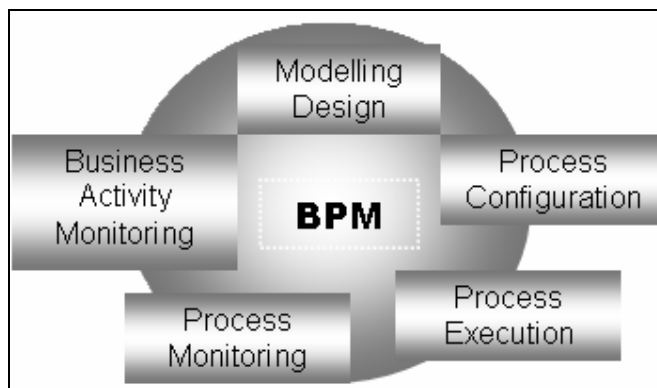 Modelling
Design
Business
Activity
Monitoring
BPM
Process
Configuration
Process
Execution
Process
Monitoring